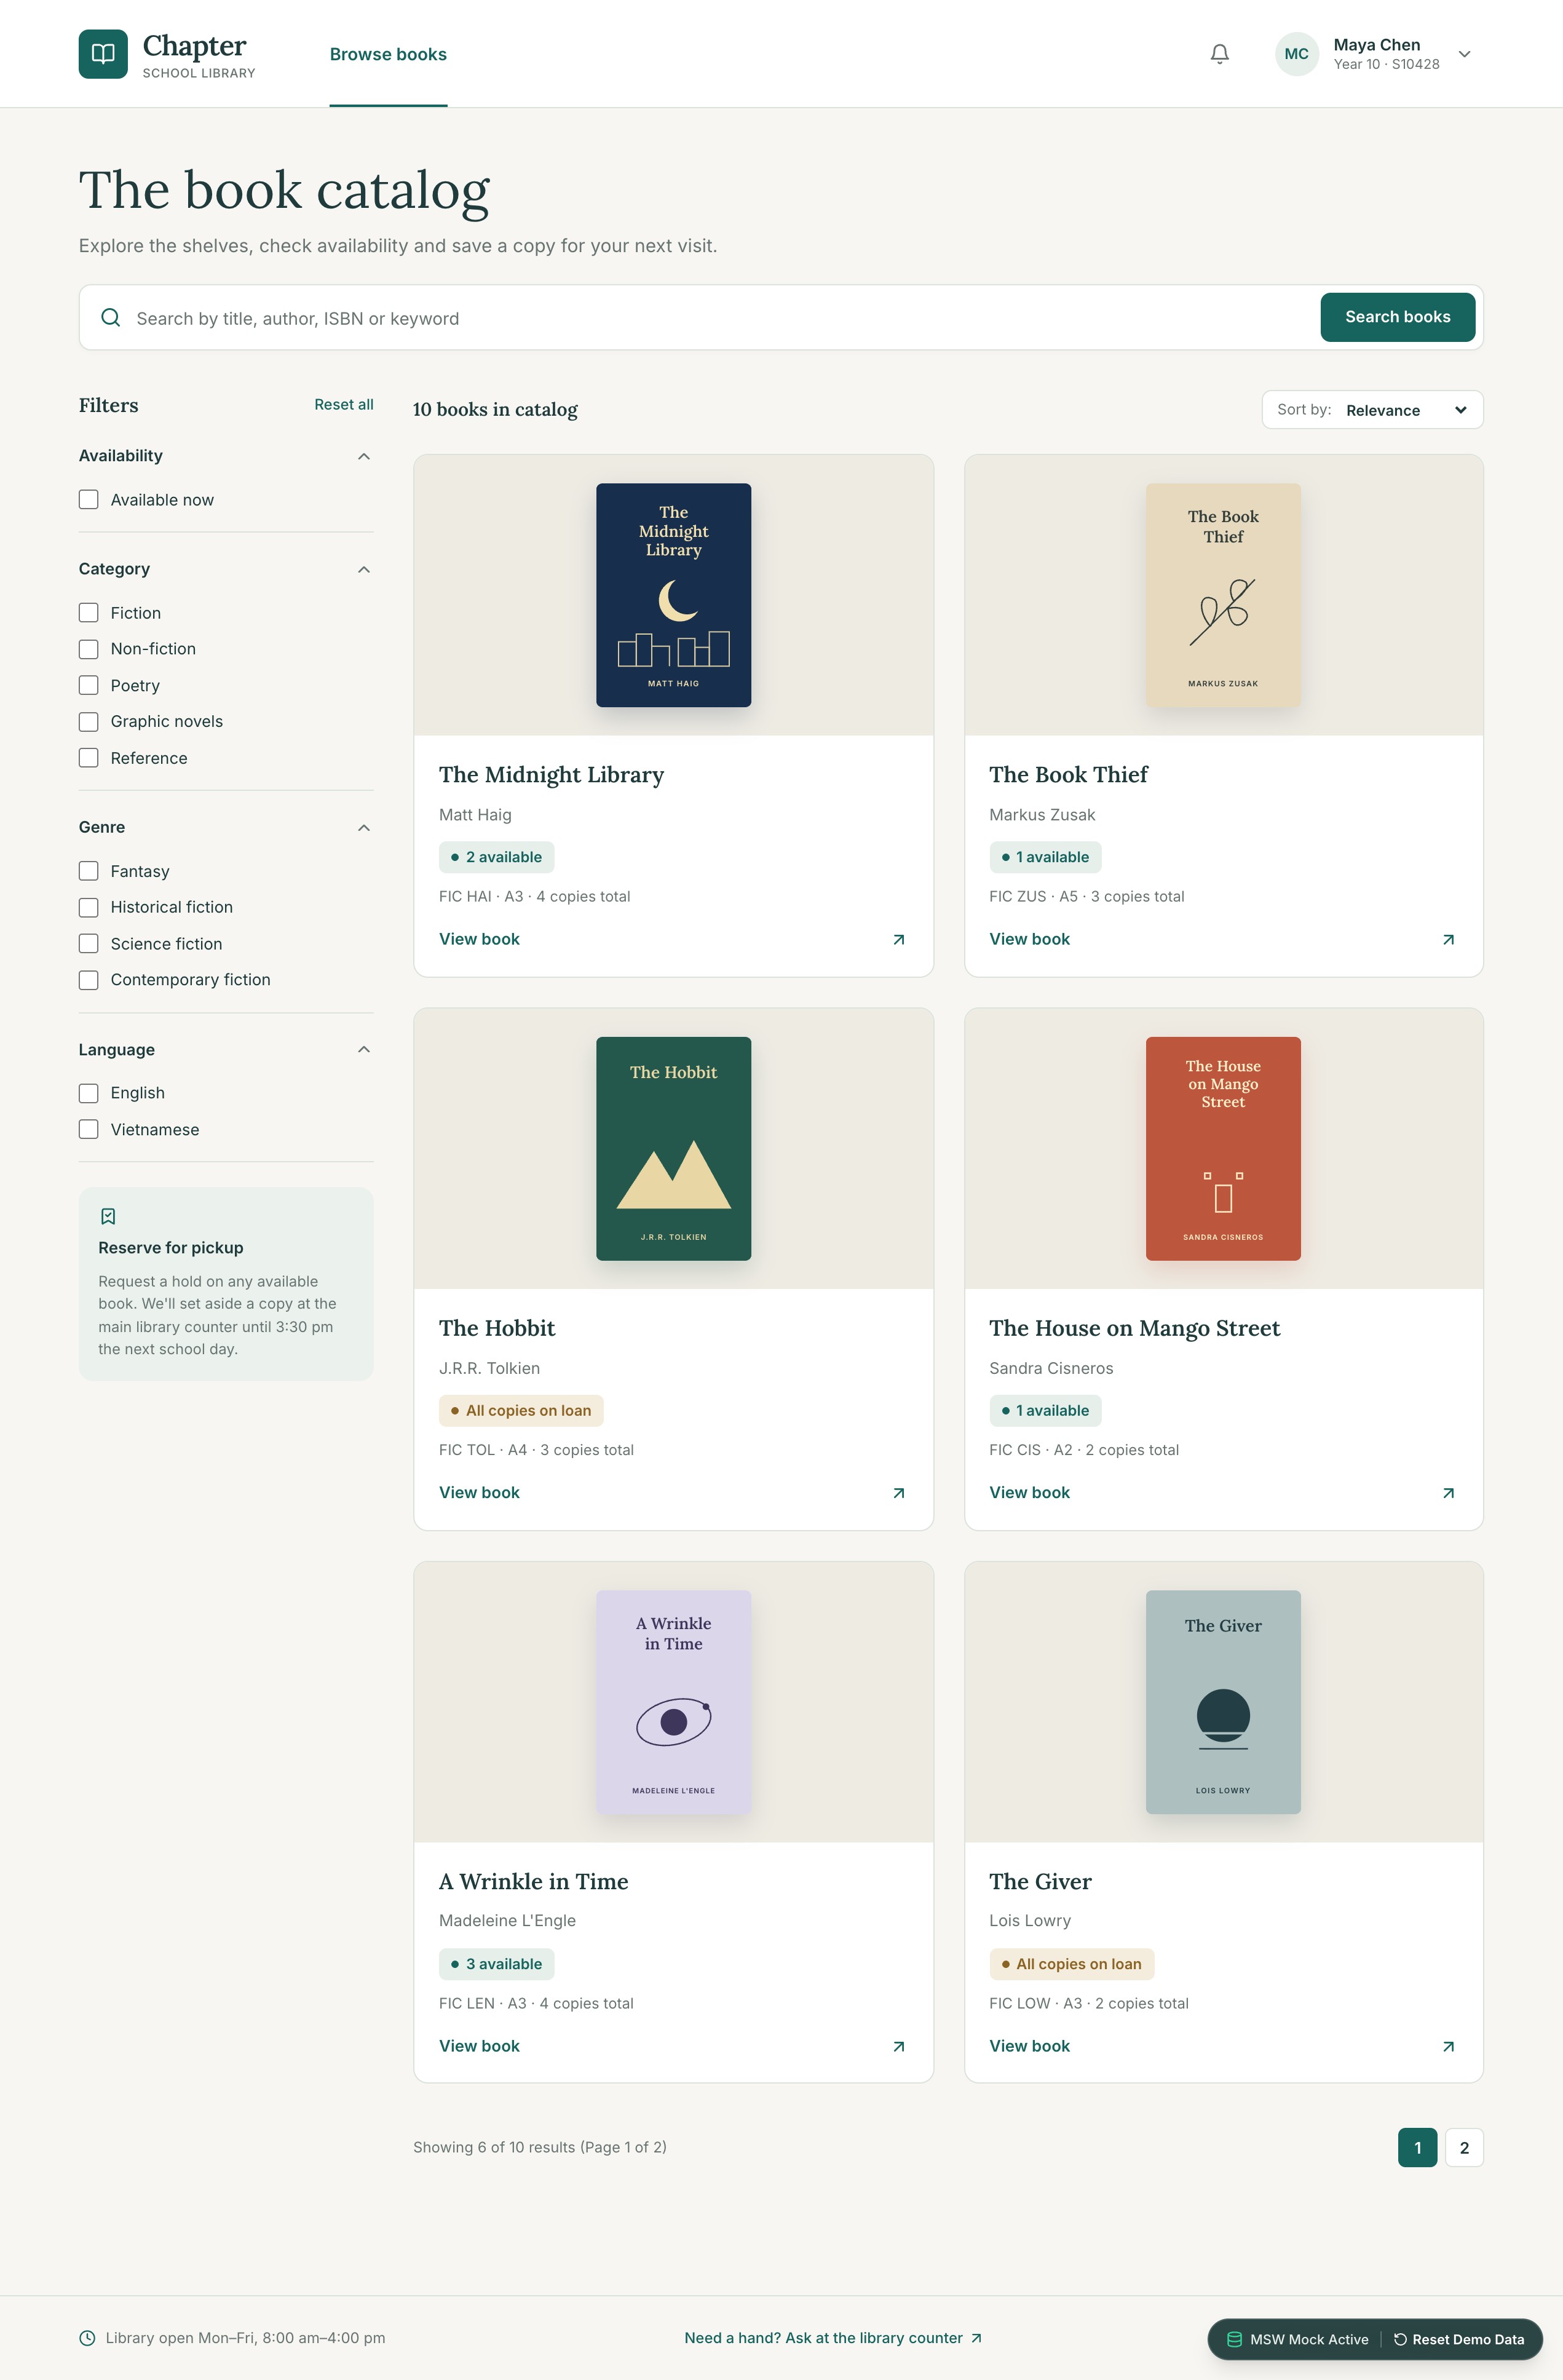 Chapter
SCHOOL LIBRARY
Browse books
MC
Maya Chen
Year 10 · S10428
The book catalog
Explore the shelves, check availability and save a copy for your next visit.
Search by title, author, ISBN or keyword
Search books
Filters
Reset all
Availability
Available now
Category
Fiction
Non-fiction
Poetry
Graphic novels
Reference
Genre
Fantasy
Historical fiction
Science fiction
Contemporary fiction
Language
English
Vietnamese
Reserve for pickup
Request a hold on any available
book. We'll set aside a copy at the
main library counter until 3:30 pm
the next school day.
10 books in catalog
Sort by: Relevance
The
Midnight
Library
MATT HAIG
The Midnight Library
Matt Haig
2 available
FIC HAI · A3 · 4 copies total
View book
The Book
Thief
MARKUS ZUSAK
The Book Thief
Markus Zusak
1 available
FIC ZUS · A5 · 3 copies total
View book
The Hobbit
J.R.R. TOLKIEN
The Hobbit
J.R.R. Tolkien
All copies on loan
FIC TOL · A4 · 3 copies total
View book
The House
on Mango
Street
SANDRA CISNEROS
The House on Mango Street
Sandra Cisneros
1 available
FIC CIS · A2 · 2 copies total
View book
A Wrinkle
in Time
MADELEINE L'ENGLE
A Wrinkle in Time
Madeleine L'Engle
3 available
FIC LEN · A3 · 4 copies total
View book
The Giver
LOIS LOWRY
The Giver
Lois Lowry
All copies on loan
FIC LOW · A3 · 2 copies total
View book
Showing 6 of 10 results (Page 1 of 2)
1
2
Library open Mon–Fri, 8:00 am–4:00 pm
Need a hand? Ask at the library counter
MSW Mock Active
Reset Demo Data